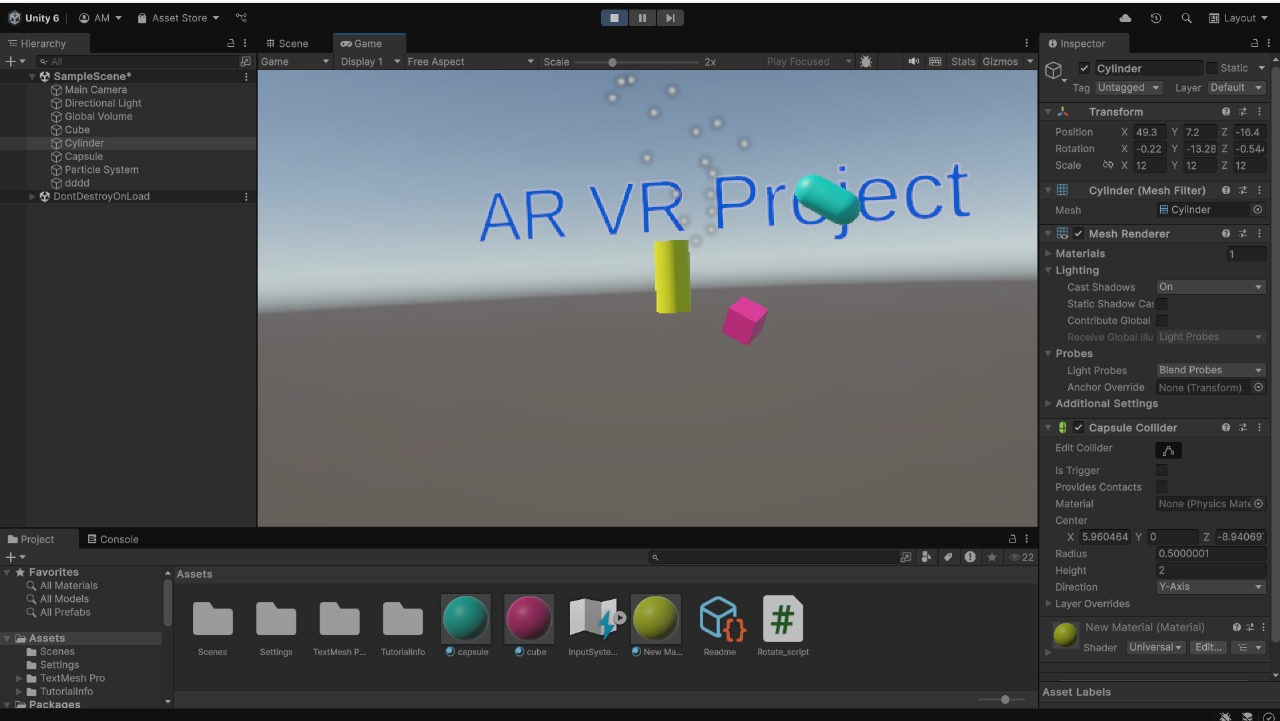 Unity 6 AM Asset Store Layout
Hierarchy
All
SampleScene*
Main Camera
Directional Light
Global Volume
Cube
Cylinder
Capsule
Particle System
dddd
DontDestroyOnLoad
Scene Game
Game Display 1 Free Aspect Scale 2x Play Focused Stats Gizmos
AR VR Project
Inspector
Cylinder Static
Tag Untagged Layer Default
Transform
Position X 49.3 Y 7.2 Z -16.4
Rotation X -0.22 Y -13.28 Z -0.544
Scale X 12 Y 12 Z 12
Cylinder (Mesh Filter)
Mesh Cylinder
Mesh Renderer
Materials 1
Lighting
Cast Shadows On
Static Shadow Cas
Contribute Global
Receive Global Illu Light Probes
Probes
Light Probes Blend Probes
Anchor Override None (Transform)
Additional Settings
Capsule Collider
Edit Collider
Is Trigger
Provides Contacts
Material None (Physics Mate
Center
X 5.960464 Y 0 Z -8.94069
Radius 0.5000001
Height 2
Direction Y-Axis
Layer Overrides
New Material (Material)
Shader Universal Edit...
Asset Labels
Project Console
22
Favorites
All Materials
All Models
All Prefabs
Assets
Scenes
Settings
TextMesh Pro
TutorialInfo
Packages
Assets
Scenes Settings TextMesh P... TutorialInfo capsule cube InputSyste... New Ma... Readme Rotate_script